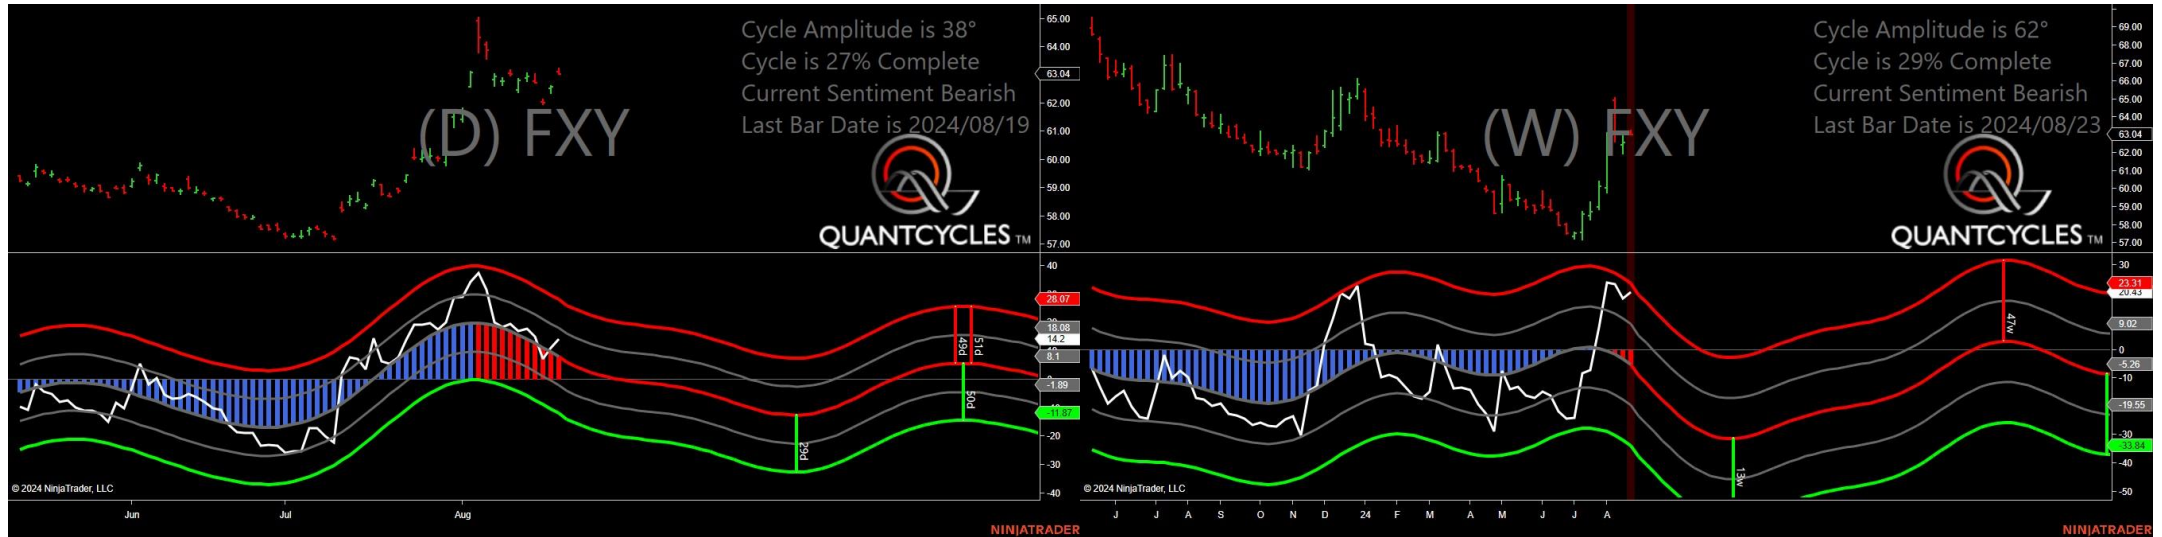 Cycle Amplitude is 38°
Cycle is 27% Complete
Current Sentiment Bearish
Last Bar Date is 2024/08/19
(D) FXY
QUANTCYCLES TM
65.00
64.00
63.04
62.00
61.00
60.00
59.00
58.00
57.00
40
28.07
18.08
14.2
8.1
-1.89
-11.87
-20
-30
-40
49d
51d
50d
29d
© 2024 NinjaTrader, LLC
Jun Jul Aug
NINJATRADER
Cycle Amplitude is 62°
Cycle is 29% Complete
Current Sentiment Bearish
Last Bar Date is 2024/08/23
(W) FXY
QUANTCYCLES TM
69.00
68.00
67.00
66.00
65.00
64.00
63.04
62.00
61.00
60.00
59.00
58.00
57.00
30
23.31
20.43
9.02
0
-5.26
-10
-19.55
-30
-33.84
-40
-50
47w
13w
© 2024 NinjaTrader, LLC
J J A S O N D 24 F M A M J J A
NINJATRADER